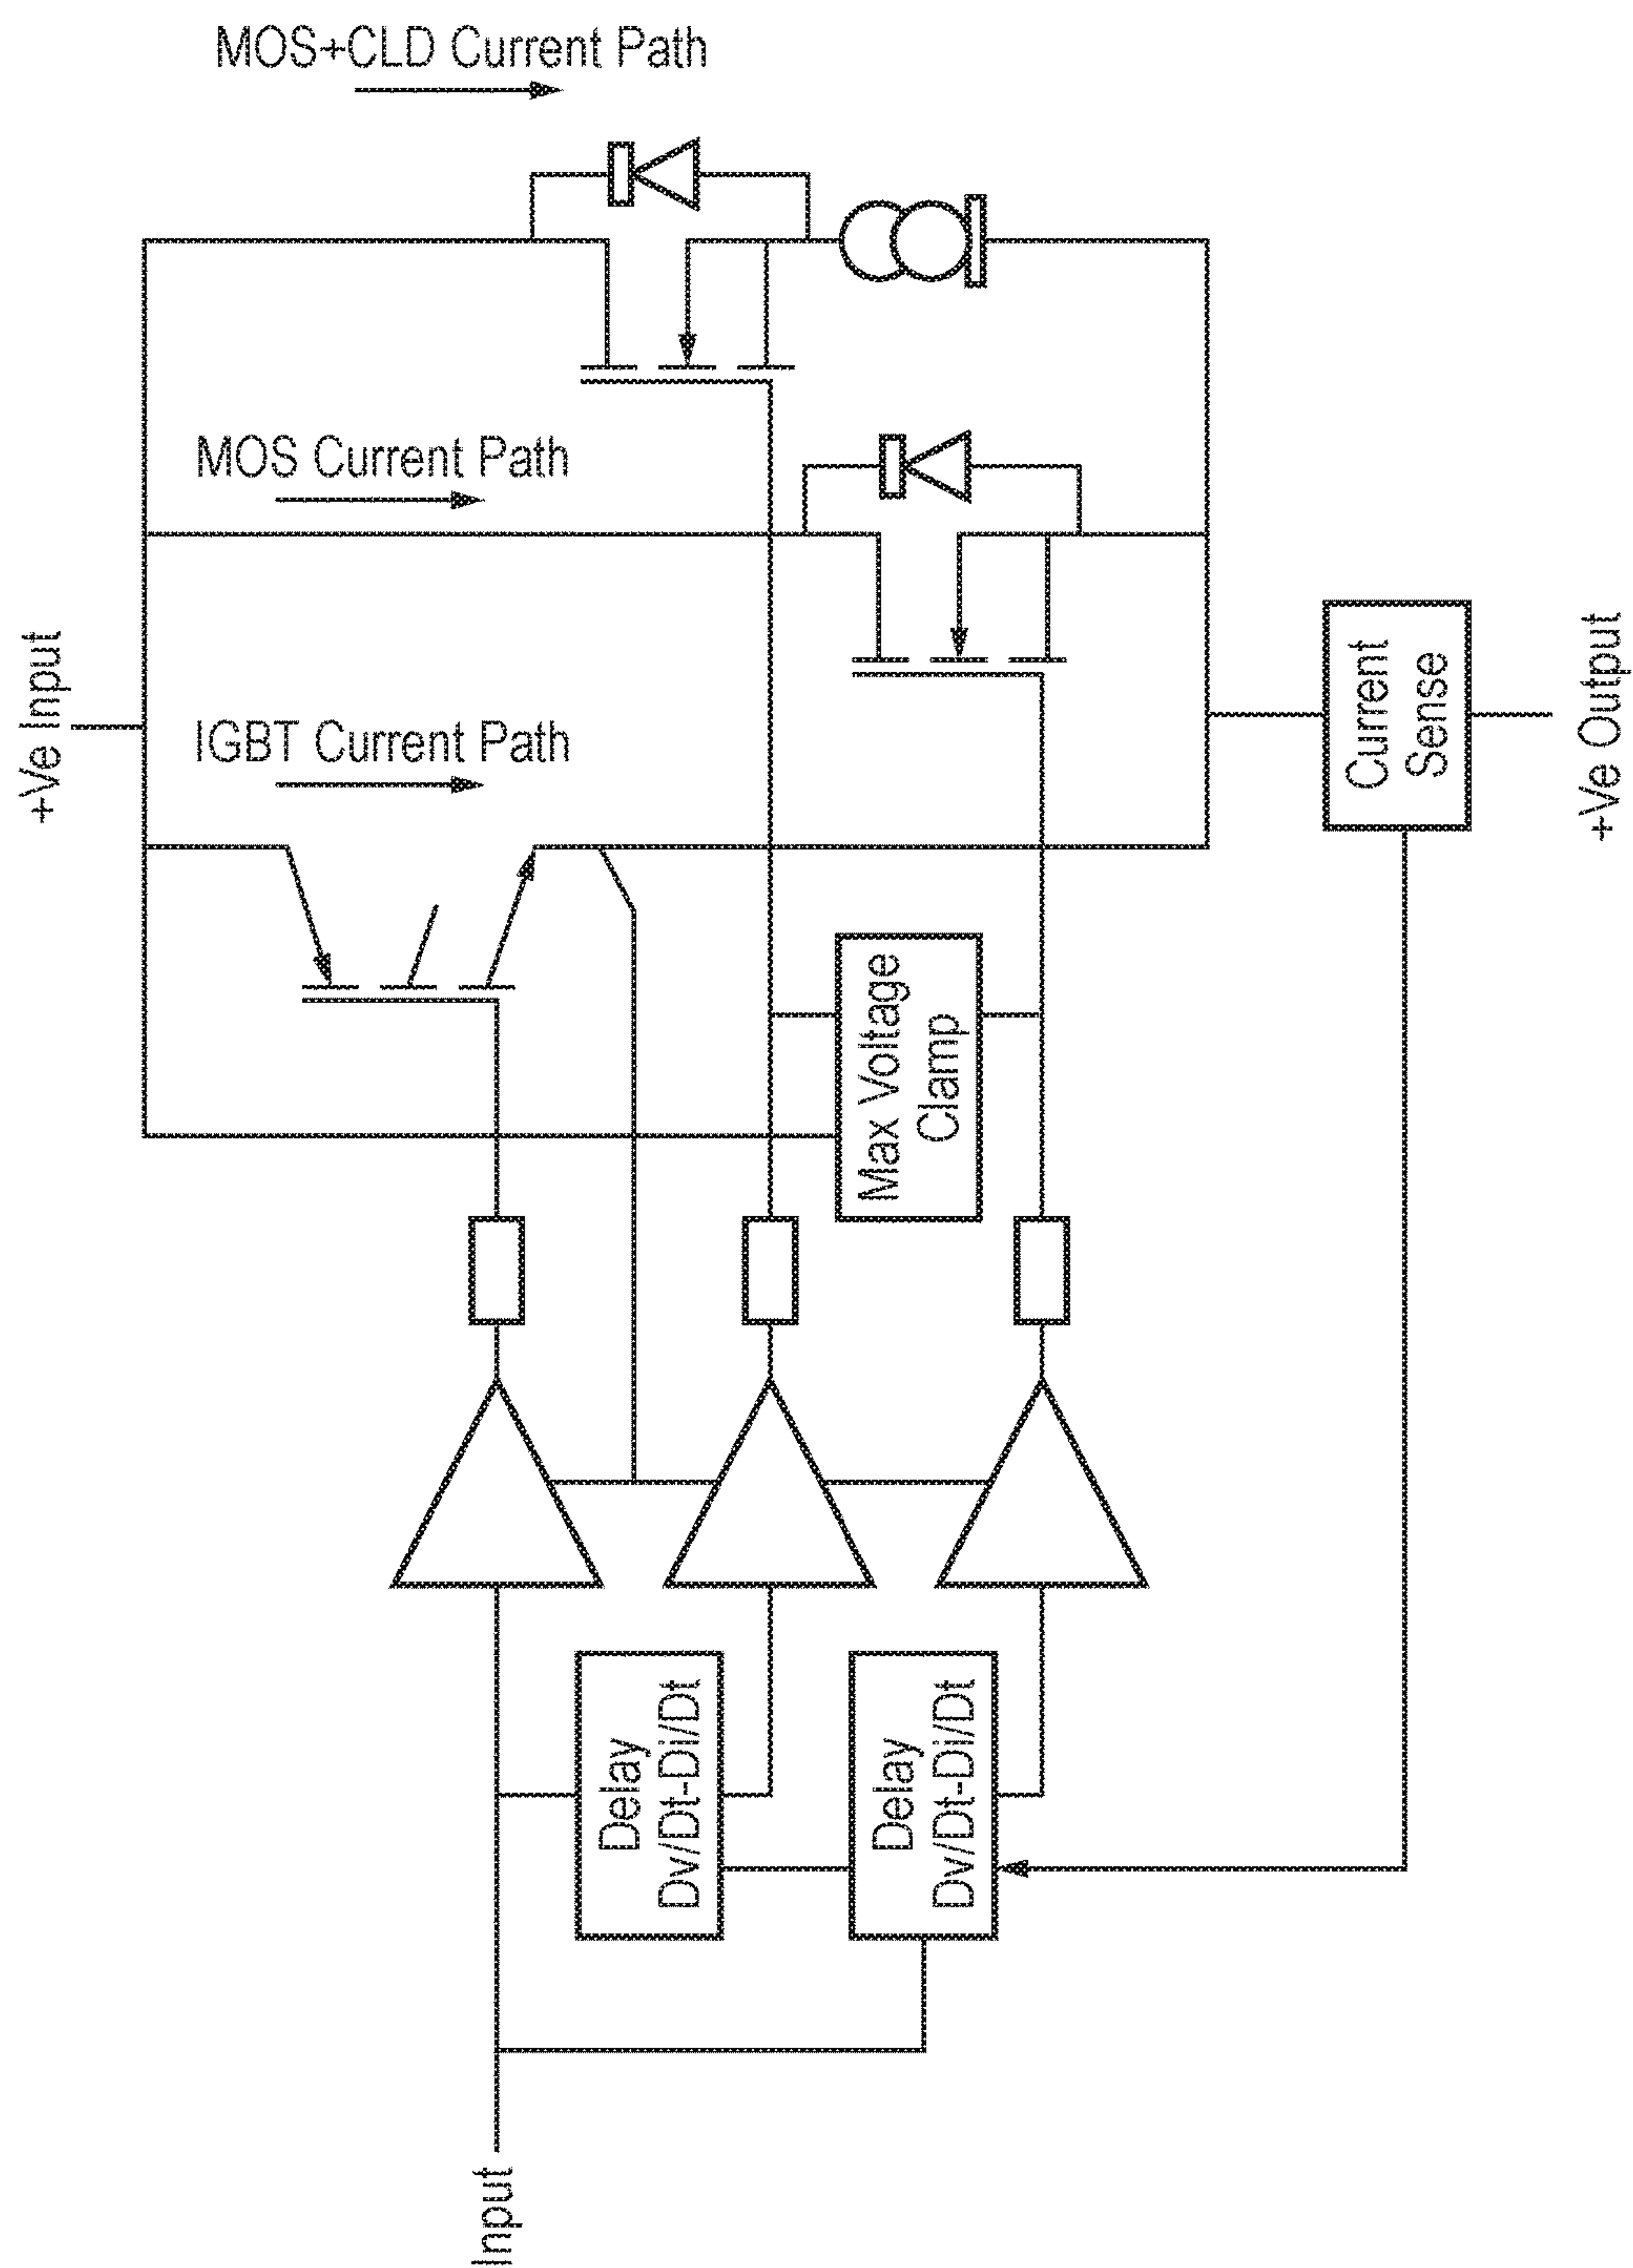 MOS+CLD Current Path
MOS Current Path
+Ve Input
IGBT Current Path
Current
Sense
+Ve Output
Max Voltage
Clamp
Delay
Dv/Dt-Di/Dt
Delay
Dv/Dt-Di/Dt
Input